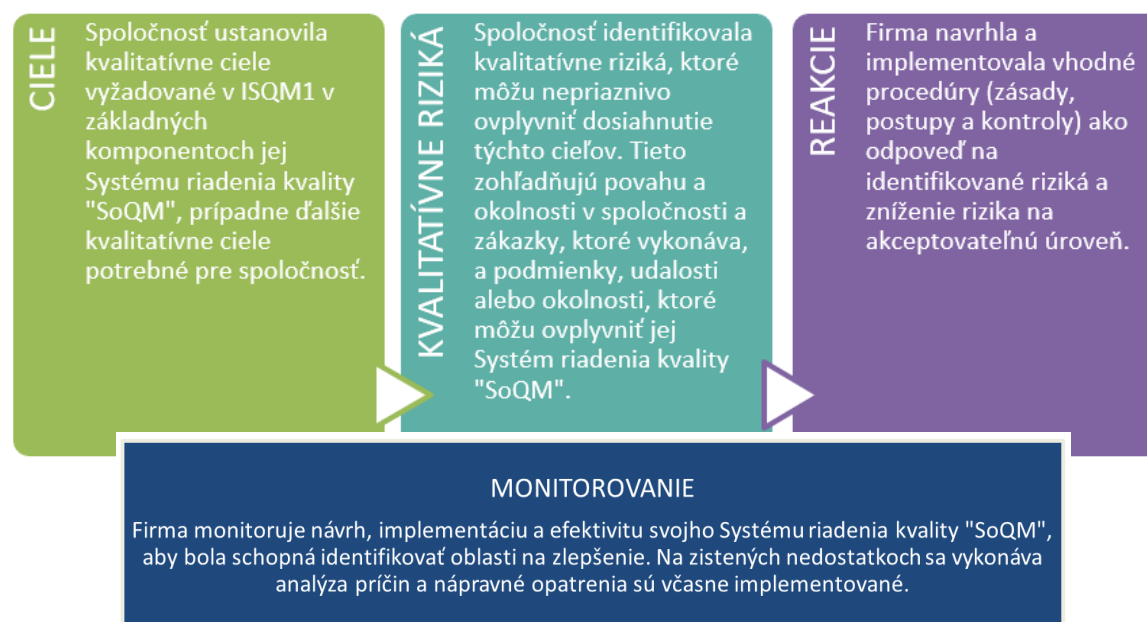 CIELE
Spoločnosť ustanovila
kvalitatívne ciele
vyžadované v ISQM1 v
základných
komponentoch jej
Systému riadenia kvality
"SoQM", prípadne ďalšie
kvalitatívne ciele
potrebné pre spoločnosť.
KVALITATÍVNE RIZIKÁ
Spoločnosť identifikovala
kvalitatívne riziká, ktoré
môžu nepriaznivo
ovplyvniť dosiahnutie
týchto cieľov. Tieto
zohľadňujú povahu a
okolnosti v spoločnosti a
zákazky, ktoré vykonáva,
a podmienky, udalosti
alebo okolnosti, ktoré
môžu ovplyvniť jej
Systém riadenia kvality
"SoQM".
REAKCIE
Firma navrhla a
implementovala vhodné
procedúry (zásady,
postupy a kontroly) ako
odpoveď na
identifikované riziká a
zníženie rizika na
akceptovateľnú úroveň.
MONITOROVANIE
Firma monitoruje návrh, implementáciu a efektivitu svojho Systému riadenia kvality "SoQM",
aby bola schopná identifikovať oblasti na zlepšenie. Na zistených nedostatkoch sa vykonáva
analýza príčin a nápravné opatrenia sú včasne implementované.